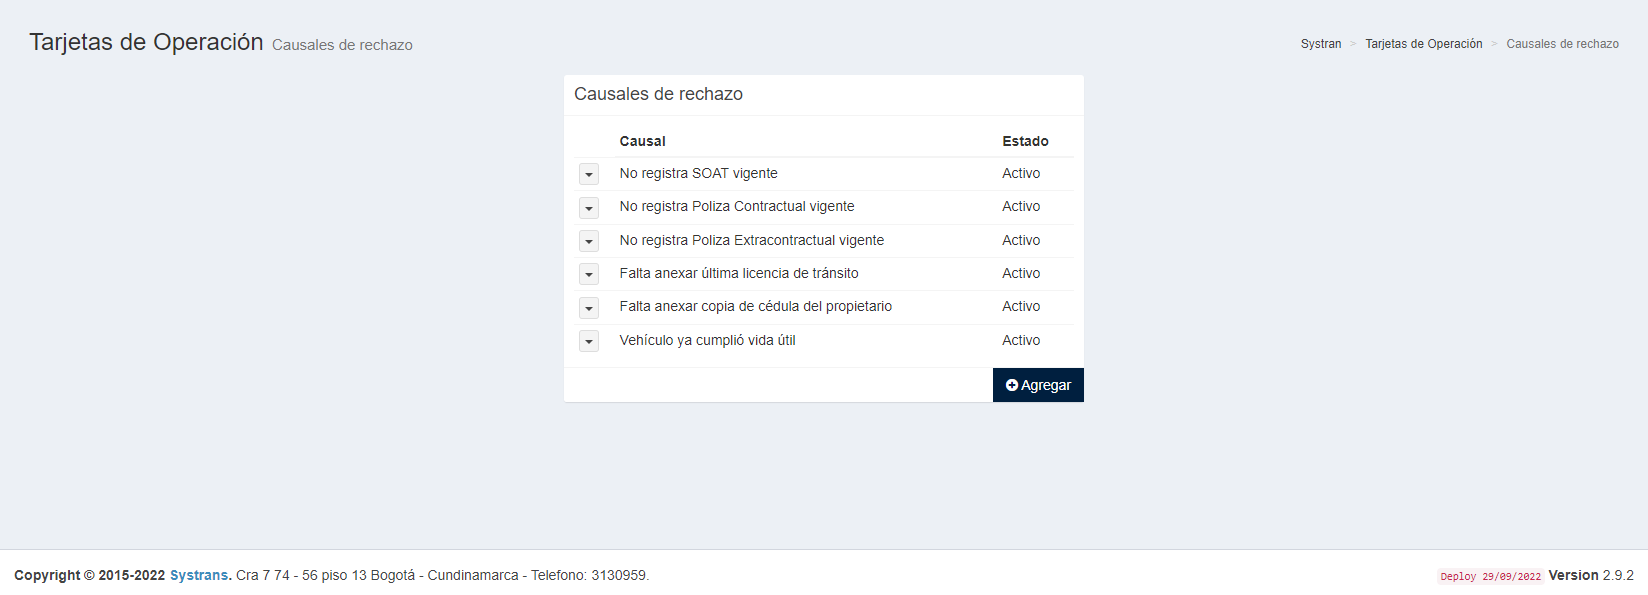 Tarjetas de Operación Causales de rechazo
Systran > Tarjetas de Operación > Causales de rechazo
Causales de rechazo
Causal Estado
No registra SOAT vigente Activo
No registra Poliza Contractual vigente Activo
No registra Poliza Extracontractual vigente Activo
Falta anexar última licencia de tránsito Activo
Falta anexar copia de cédula del propietario Activo
Vehículo ya cumplió vida útil Activo
Agregar
Copyright © 2015-2022 Systrans. Cra 7 74 - 56 piso 13 Bogotá - Cundinamarca - Telefono: 3130959.
Deploy 29/09/2022 Version 2.9.2